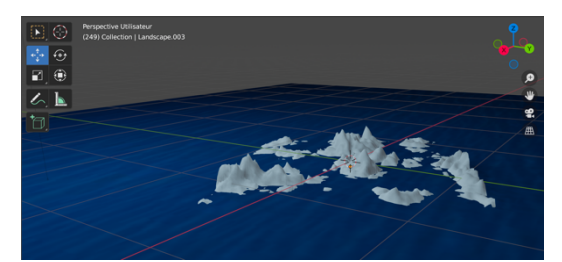 Perspective Utilisateur
(249) Collection | Landscape.003
Z
X
Y